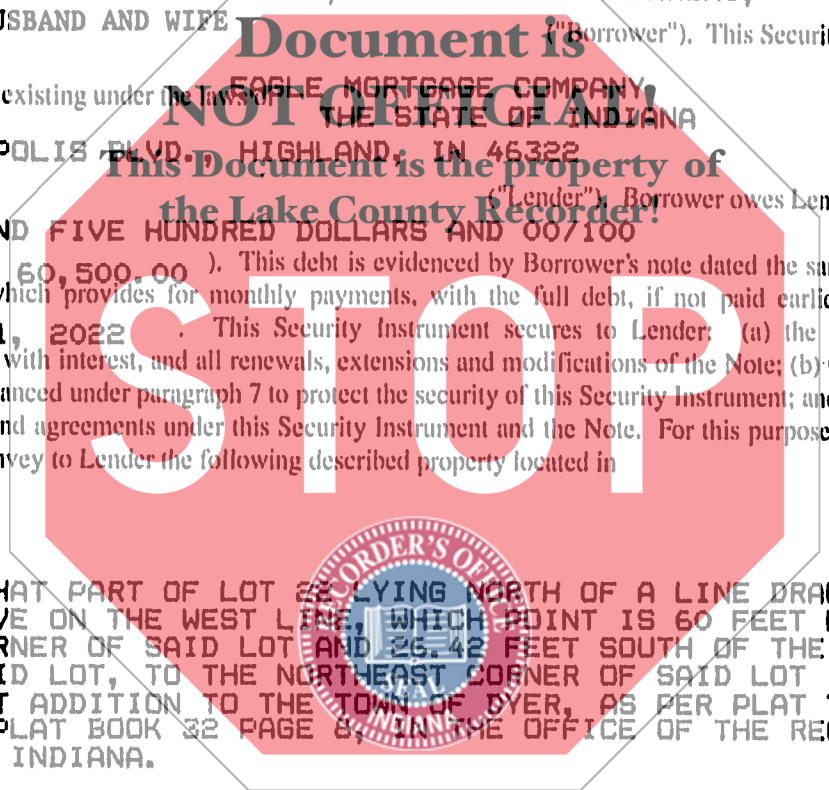 USBAND AND WIFE
("Borrower"). This Securi
Document is
existing under the laws of EAGLE MORTGAGE COMPANY,
NOT OFFICIAL!
THE STATE OF INDIANA
POLIS BLVD., HIGHLAND, IN 46322
This Document is the property of
("Lender"). Borrower owes Len
the Lake County Recorder!
ND FIVE HUNDRED DOLLARS AND 00/100
60,500.00 ). This debt is evidenced by Borrower's note dated the sa
which provides for monthly payments, with the full debt, if not paid earli
1, 2022 . This Security Instrument secures to Lender: (a) the
with interest, and all renewals, extensions and modifications of the Note; (b)
anced under paragraph 7 to protect the security of this Security Instrument; an
nd agreements under this Security Instrument and the Note. For this purpose
nvey to Lender the following described property located in
STOP
HAT PART OF LOT 22 LYING NORTH OF A LINE DRA
VE ON THE WEST LINE, WHICH POINT IS 60 FEET
RNER OF SAID LOT AND 26.42 FEET SOUTH OF THE
ID LOT, TO THE NORTHEAST CORNER OF SAID LOT
T ADDITION TO THE TOWN OF DYER, AS PER PLAT
PLAT BOOK 32 PAGE 8, IN THE OFFICE OF THE RE
INDIANA.
RECORDER'S OFFICE
SEAL
INDIANA